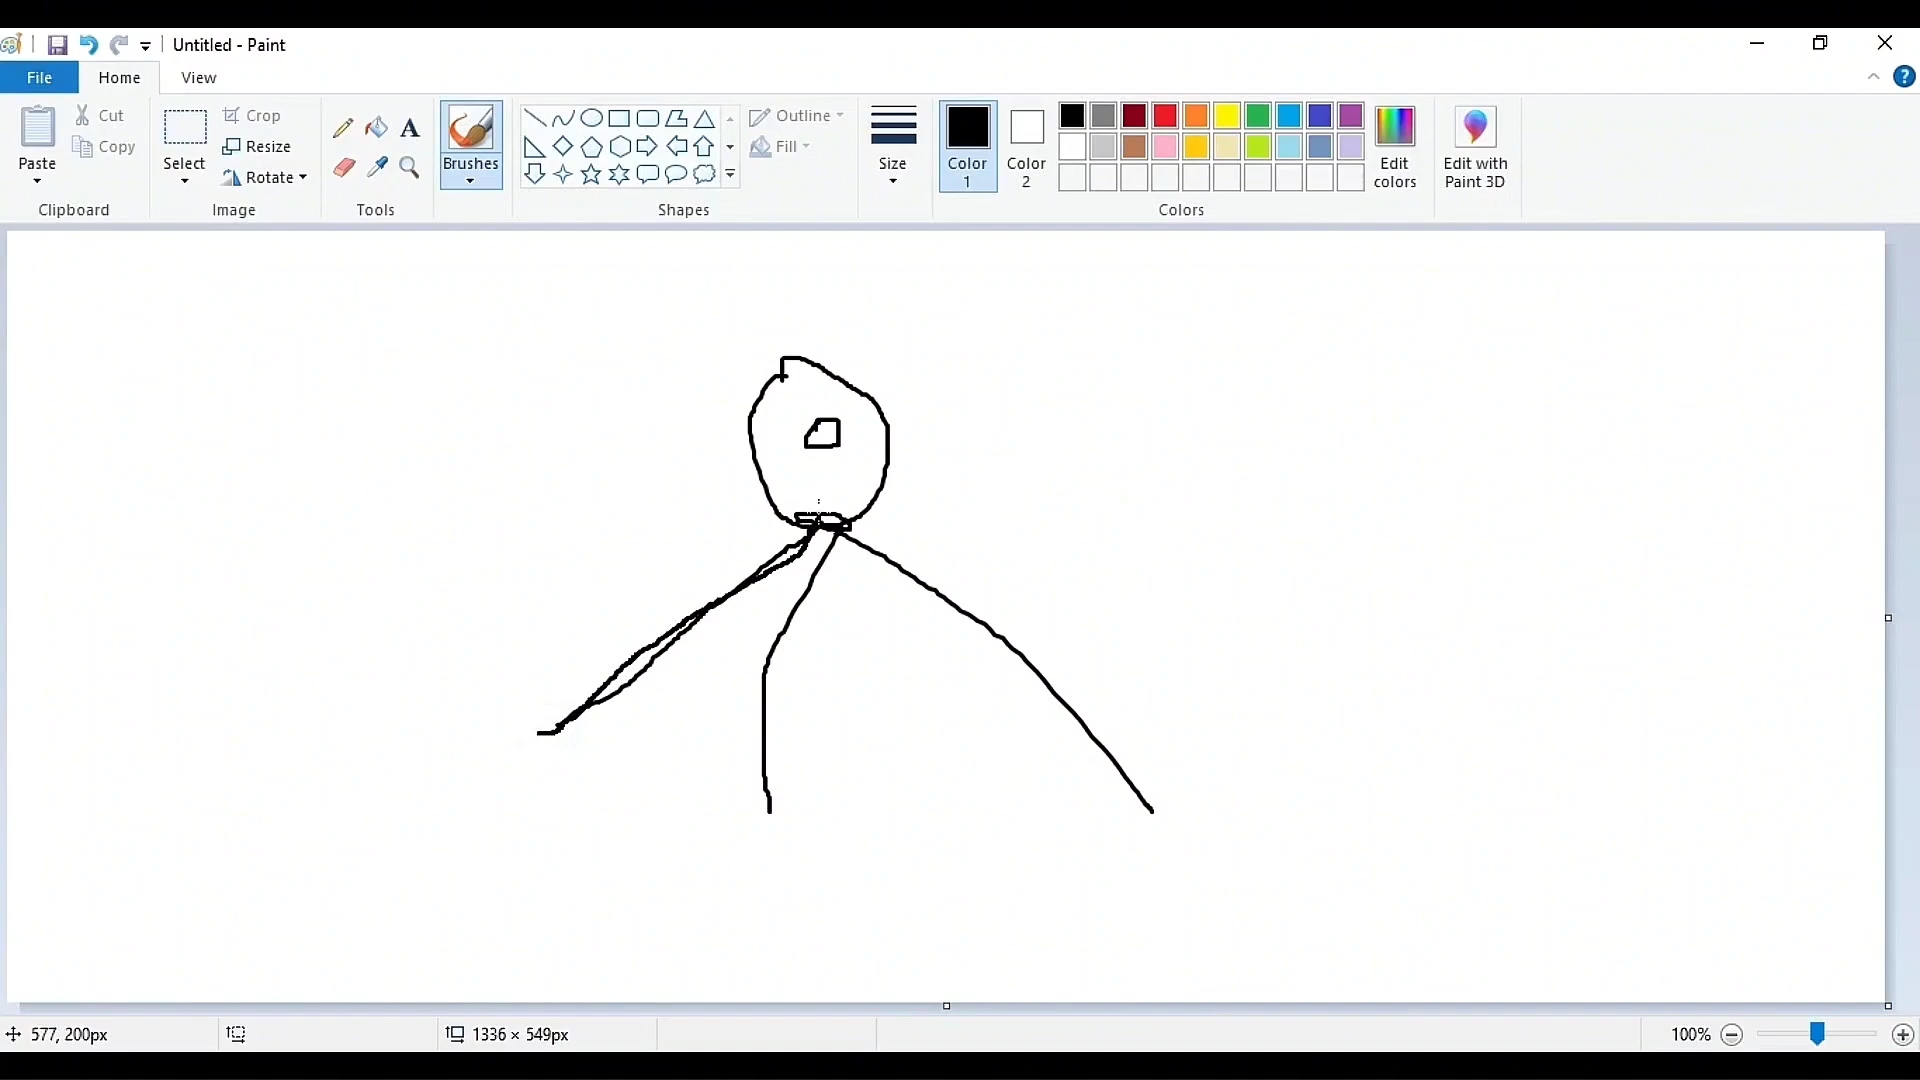 Untitled - Paint
File Home View
Paste
Cut
Copy
Clipboard
Select
Crop
Resize
Rotate
Image
A
Tools
Brushes
Shapes
Outline
Fill
Size
Color 1
Color 2
Colors
Edit colors
Edit with Paint 3D
?
577, 200px
1336 × 549px
100%